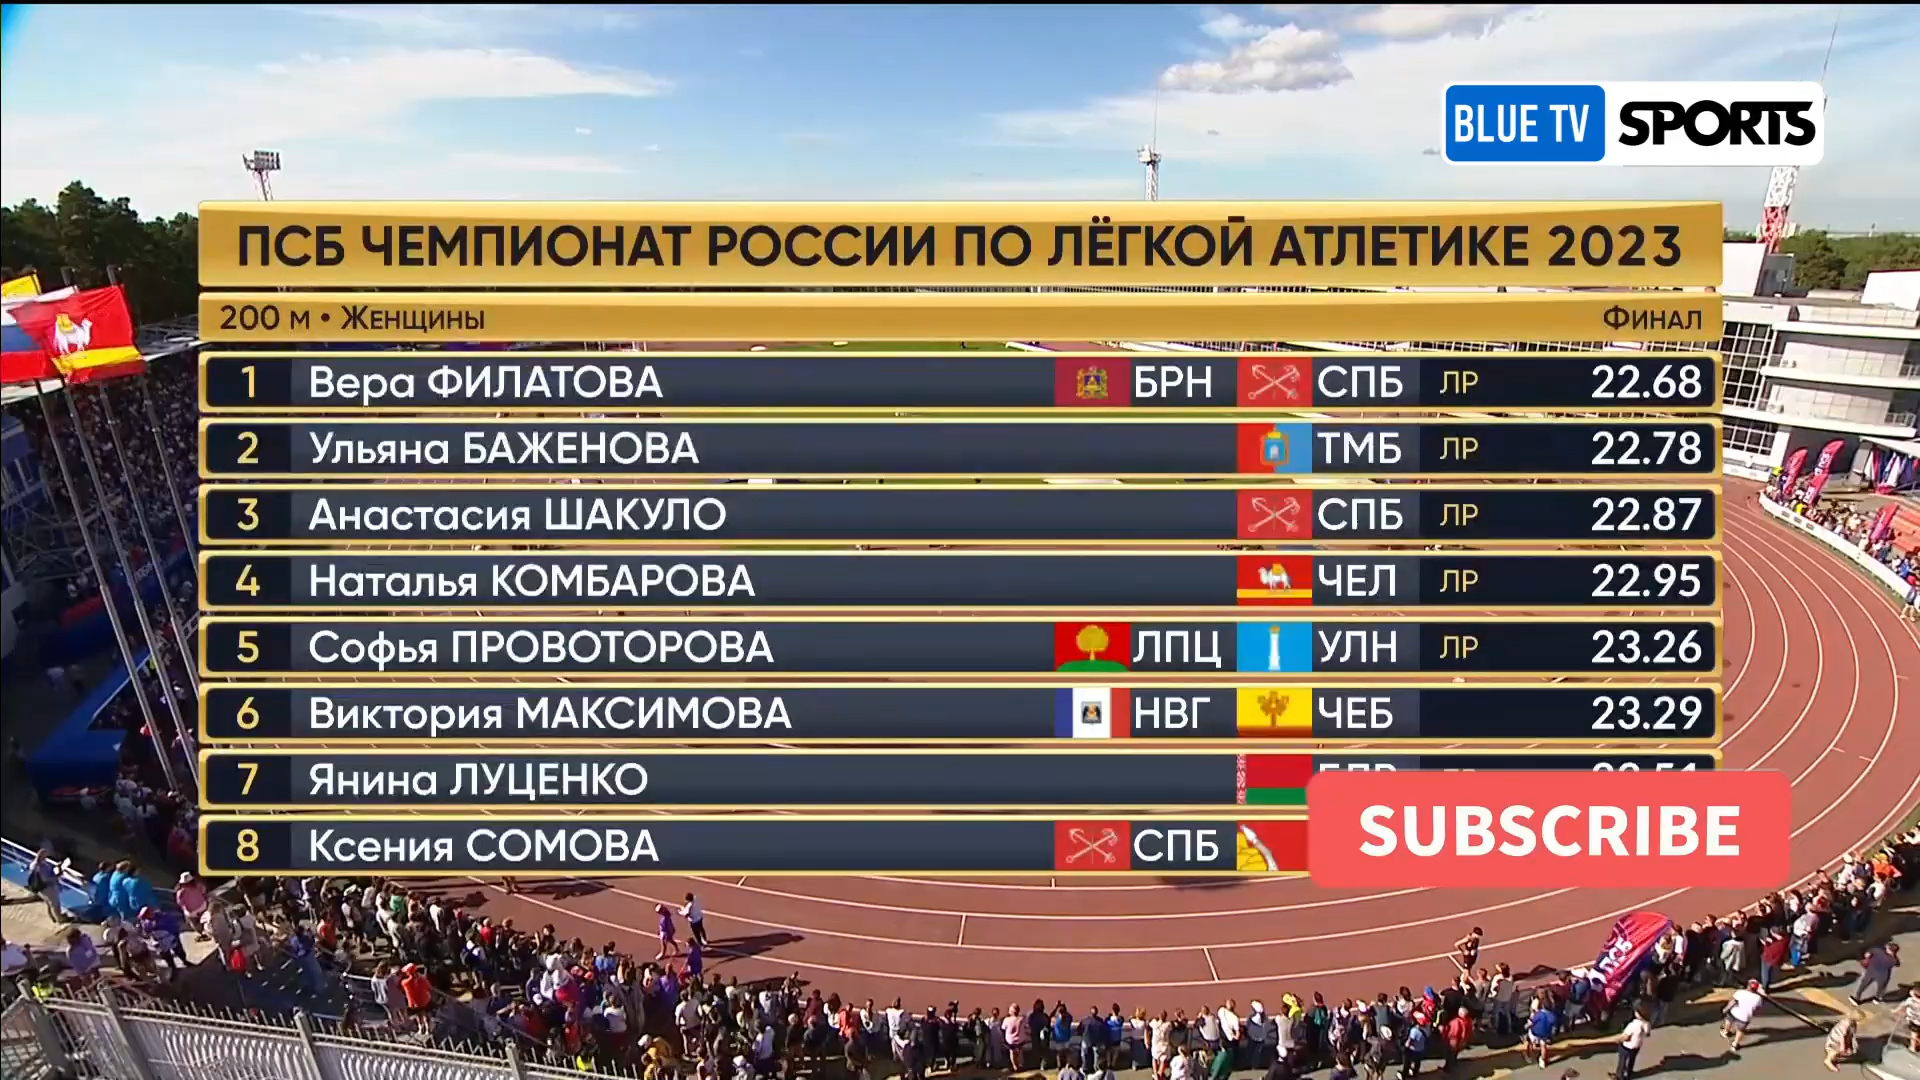 BLUE TV SPORTS
ПСБ ЧЕМПИОНАТ РОССИИ ПО ЛЁГКОЙ АТЛЕТИКЕ 2023
200 м • Женщины Финал
1 Вера ФИЛАТОВА БРН СПБ ЛР 22.68
2 Ульяна БАЖЕНОВА ТМБ ЛР 22.78
3 Анастасия ШАКУЛО СПБ ЛР 22.87
4 Наталья КОМБАРОВА ЧЕЛ ЛР 22.95
5 Софья ПРОВОТОРОВА ЛПЦ УЛН ЛР 23.26
6 Виктория МАКСИМОВА НВГ ЧЕБ 23.29
7 Янина ЛУЦЕНКО
8 Ксения СОМОВА СПБ
SUBSCRIBE